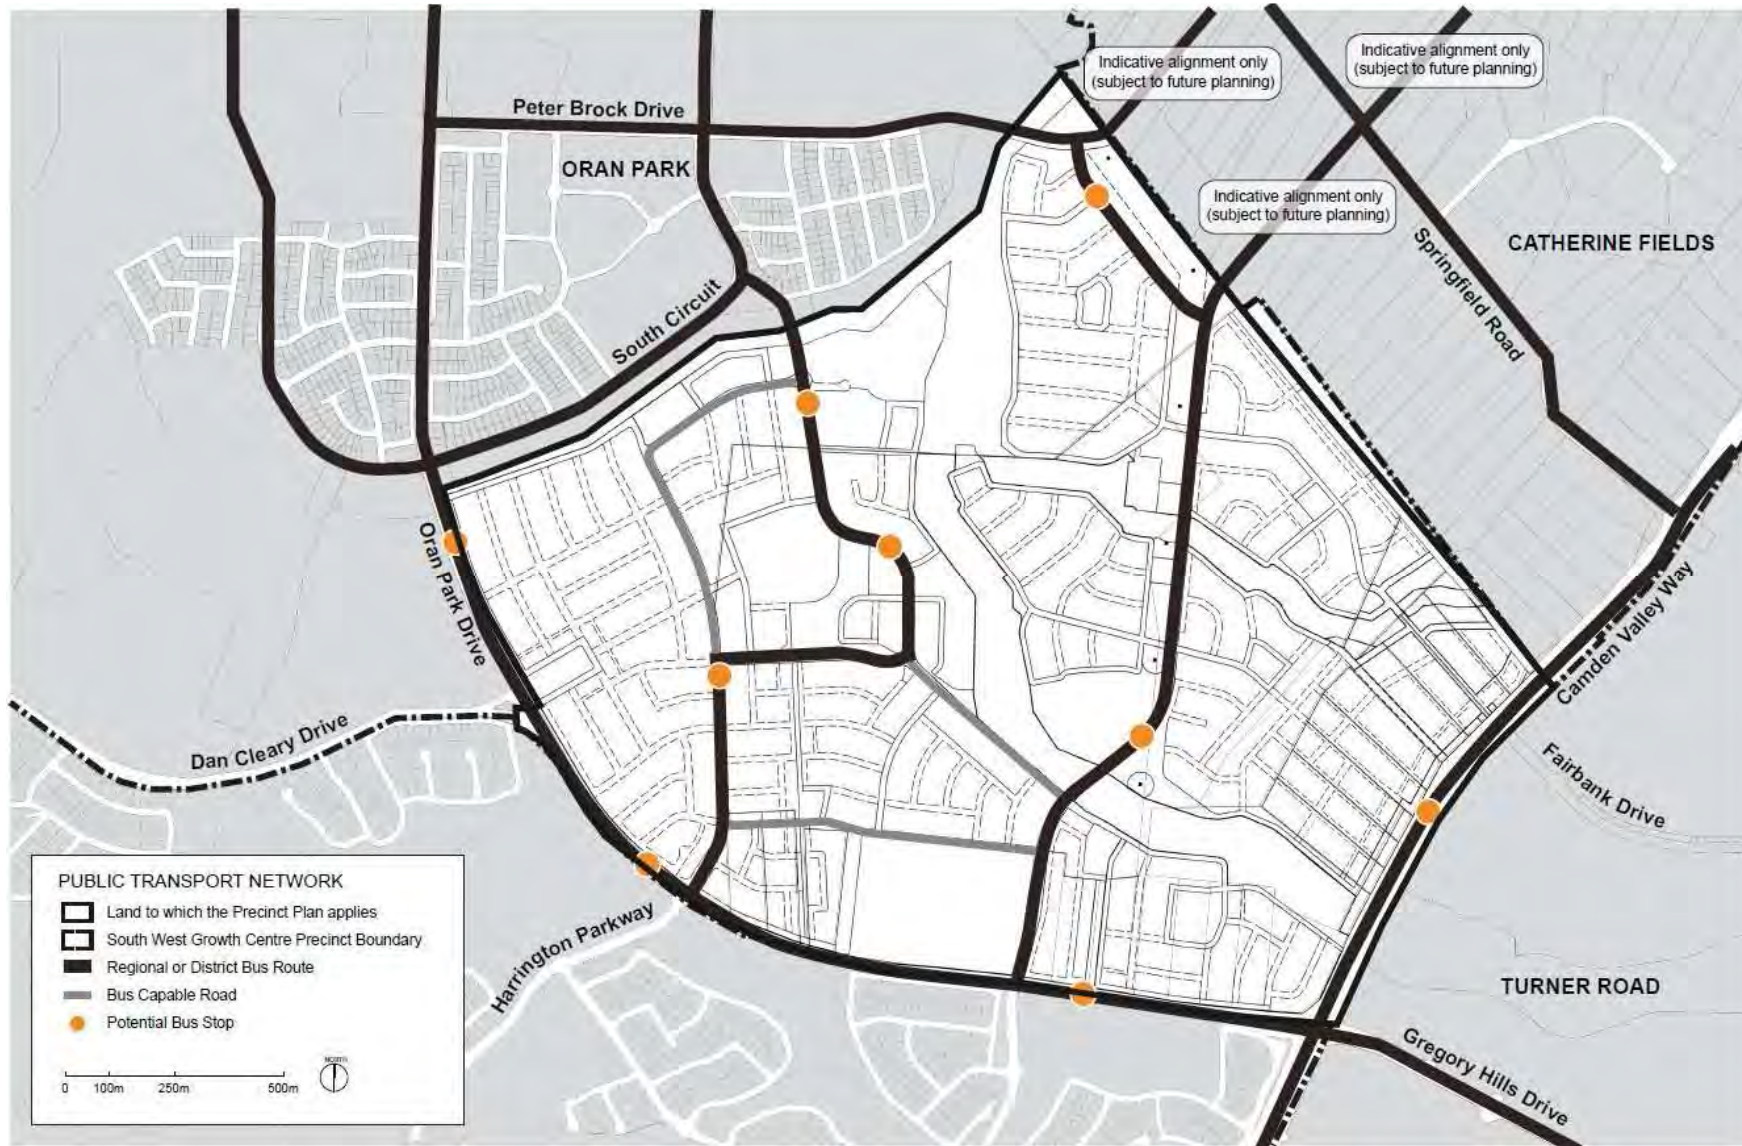 Indicative alignment only
(subject to future planning)
Indicative alignment only
(subject to future planning)
Peter Brock Drive
ORAN PARK
Indicative alignment only
(subject to future planning)
CATHERINE FIELDS
Springfield Road
South Circuit
Oran Park Drive
Camden Valley Way
Dan Cleary Drive
Fairbank Drive
Harrington Parkway
TURNER ROAD
Gregory Hills Drive
PUBLIC TRANSPORT NETWORK
Land to which the Precinct Plan applies
South West Growth Centre Precinct Boundary
Regional or District Bus Route
Bus Capable Road
Potential Bus Stop
NORTH
0 100m 250m 500m